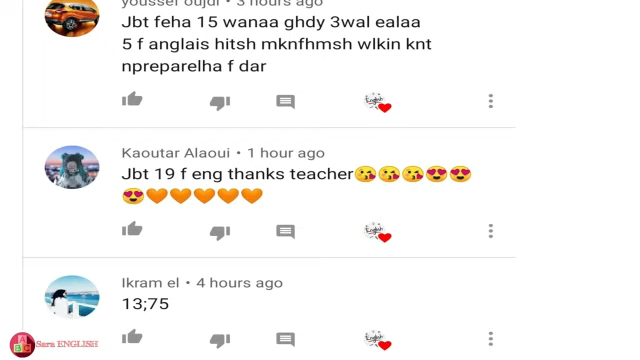 youssef oujdi • 3 hours ago
Jbt feha 15 wanaa ghdy 3wal ealaa
5 f anglais hitsh mknfhmsh wlkin knt
npreparelha f dar
Kaoutar Alaoui • 1 hour ago
Jbt 19 f eng thanks teacher😘😘😘😍😍
😍🧡🧡🧡🧡🧡
Ikram el • 4 hours ago
13;75
Sara ENGLISH